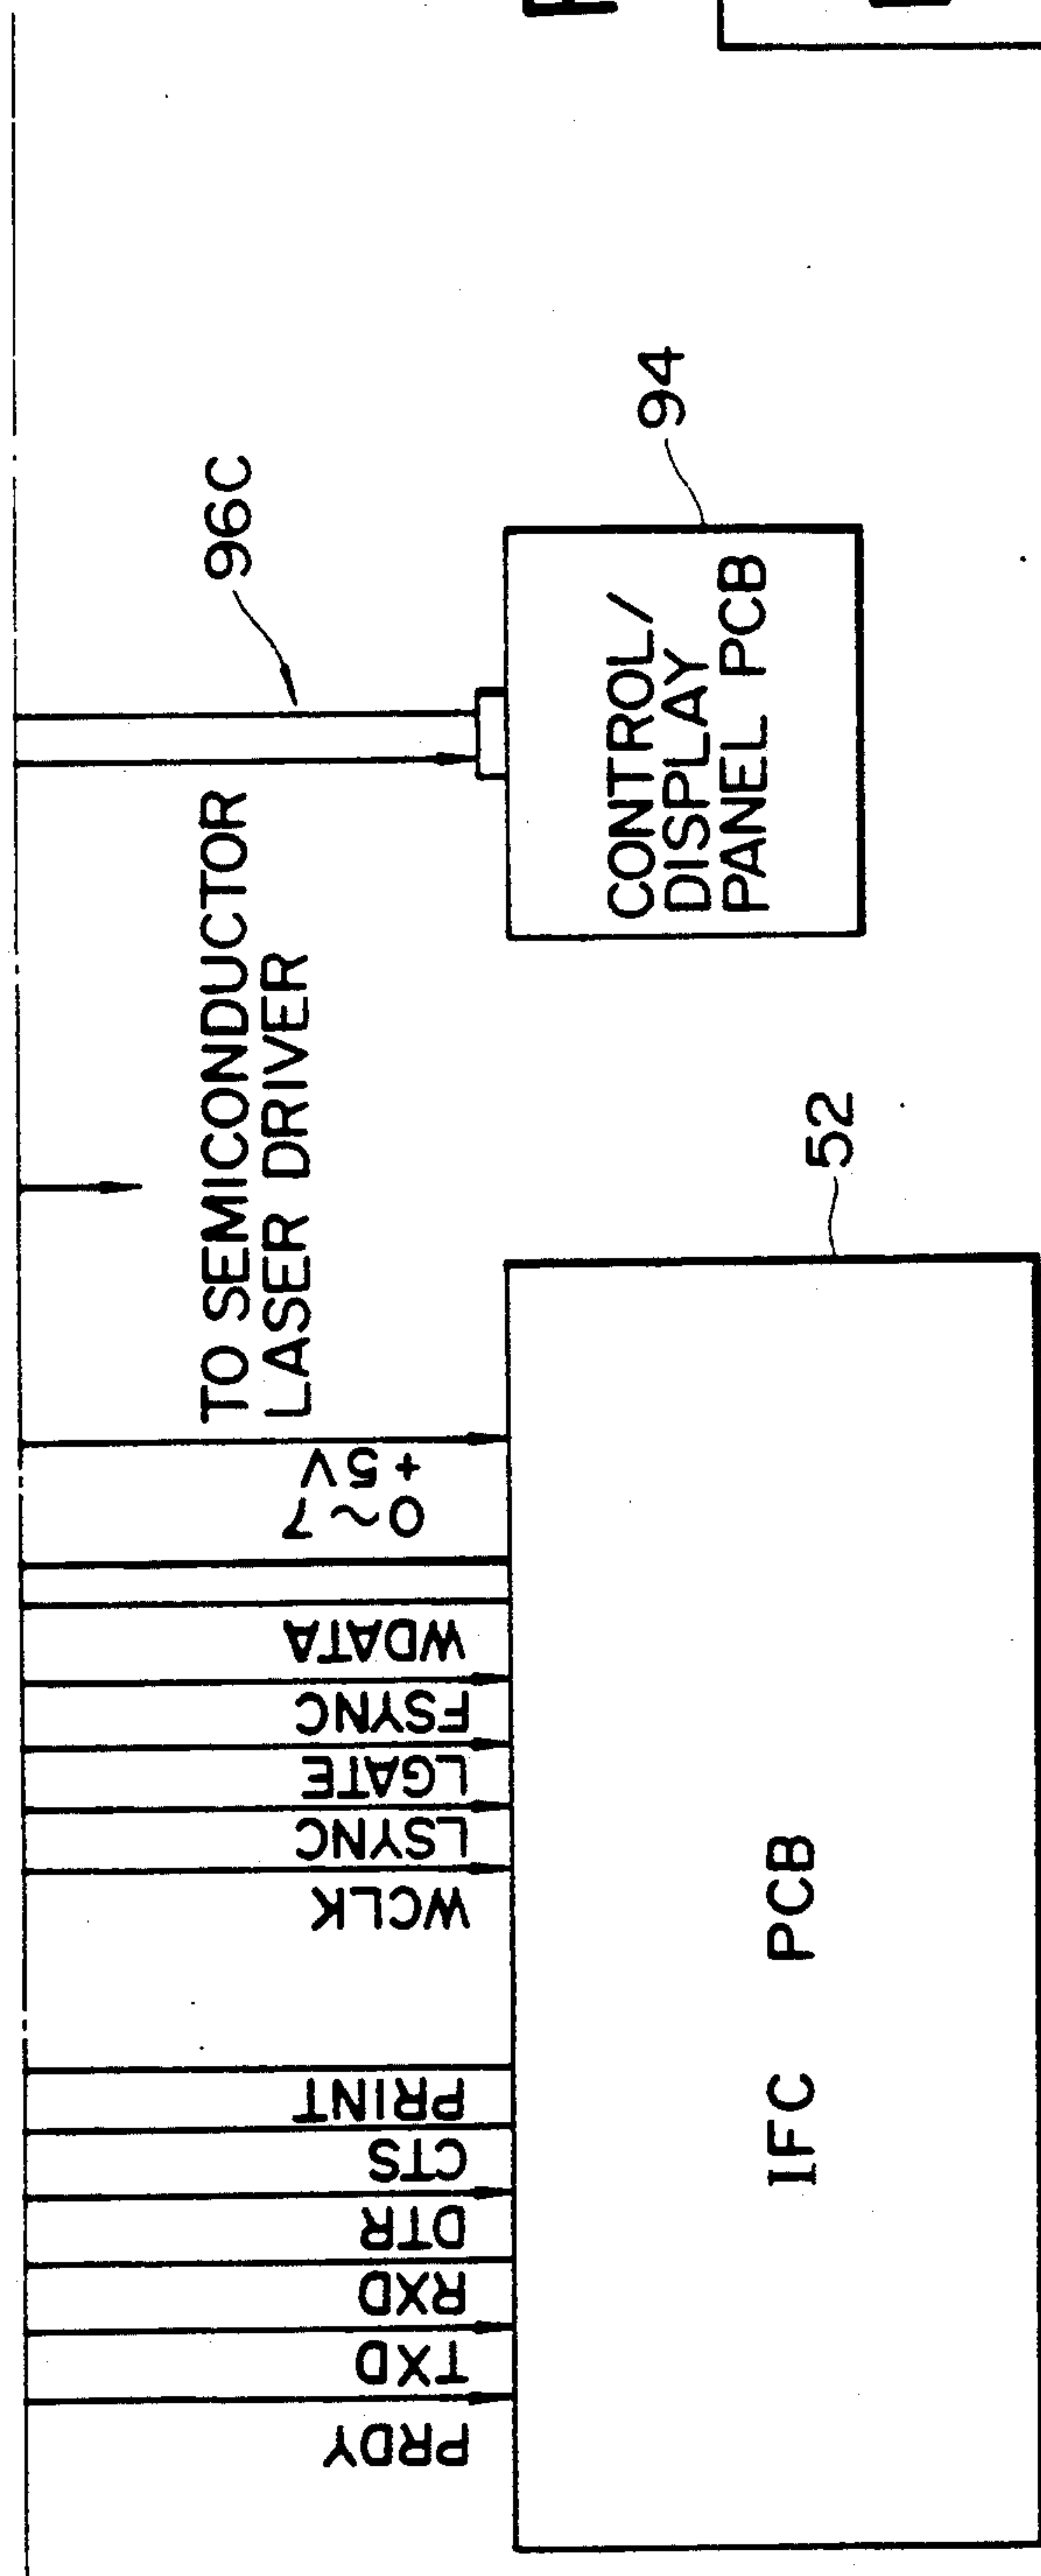 96C
94
CONTROL/
DISPLAY
PANEL PCB
TO SEMICONDUCTOR
LASER DRIVER
52
+5V
0~7
WDATA
FSYNC
LGATE
LSYNC
WCLK
PRINT
CTS
DTR
RXD
TXD
PRDY
IFC PCB